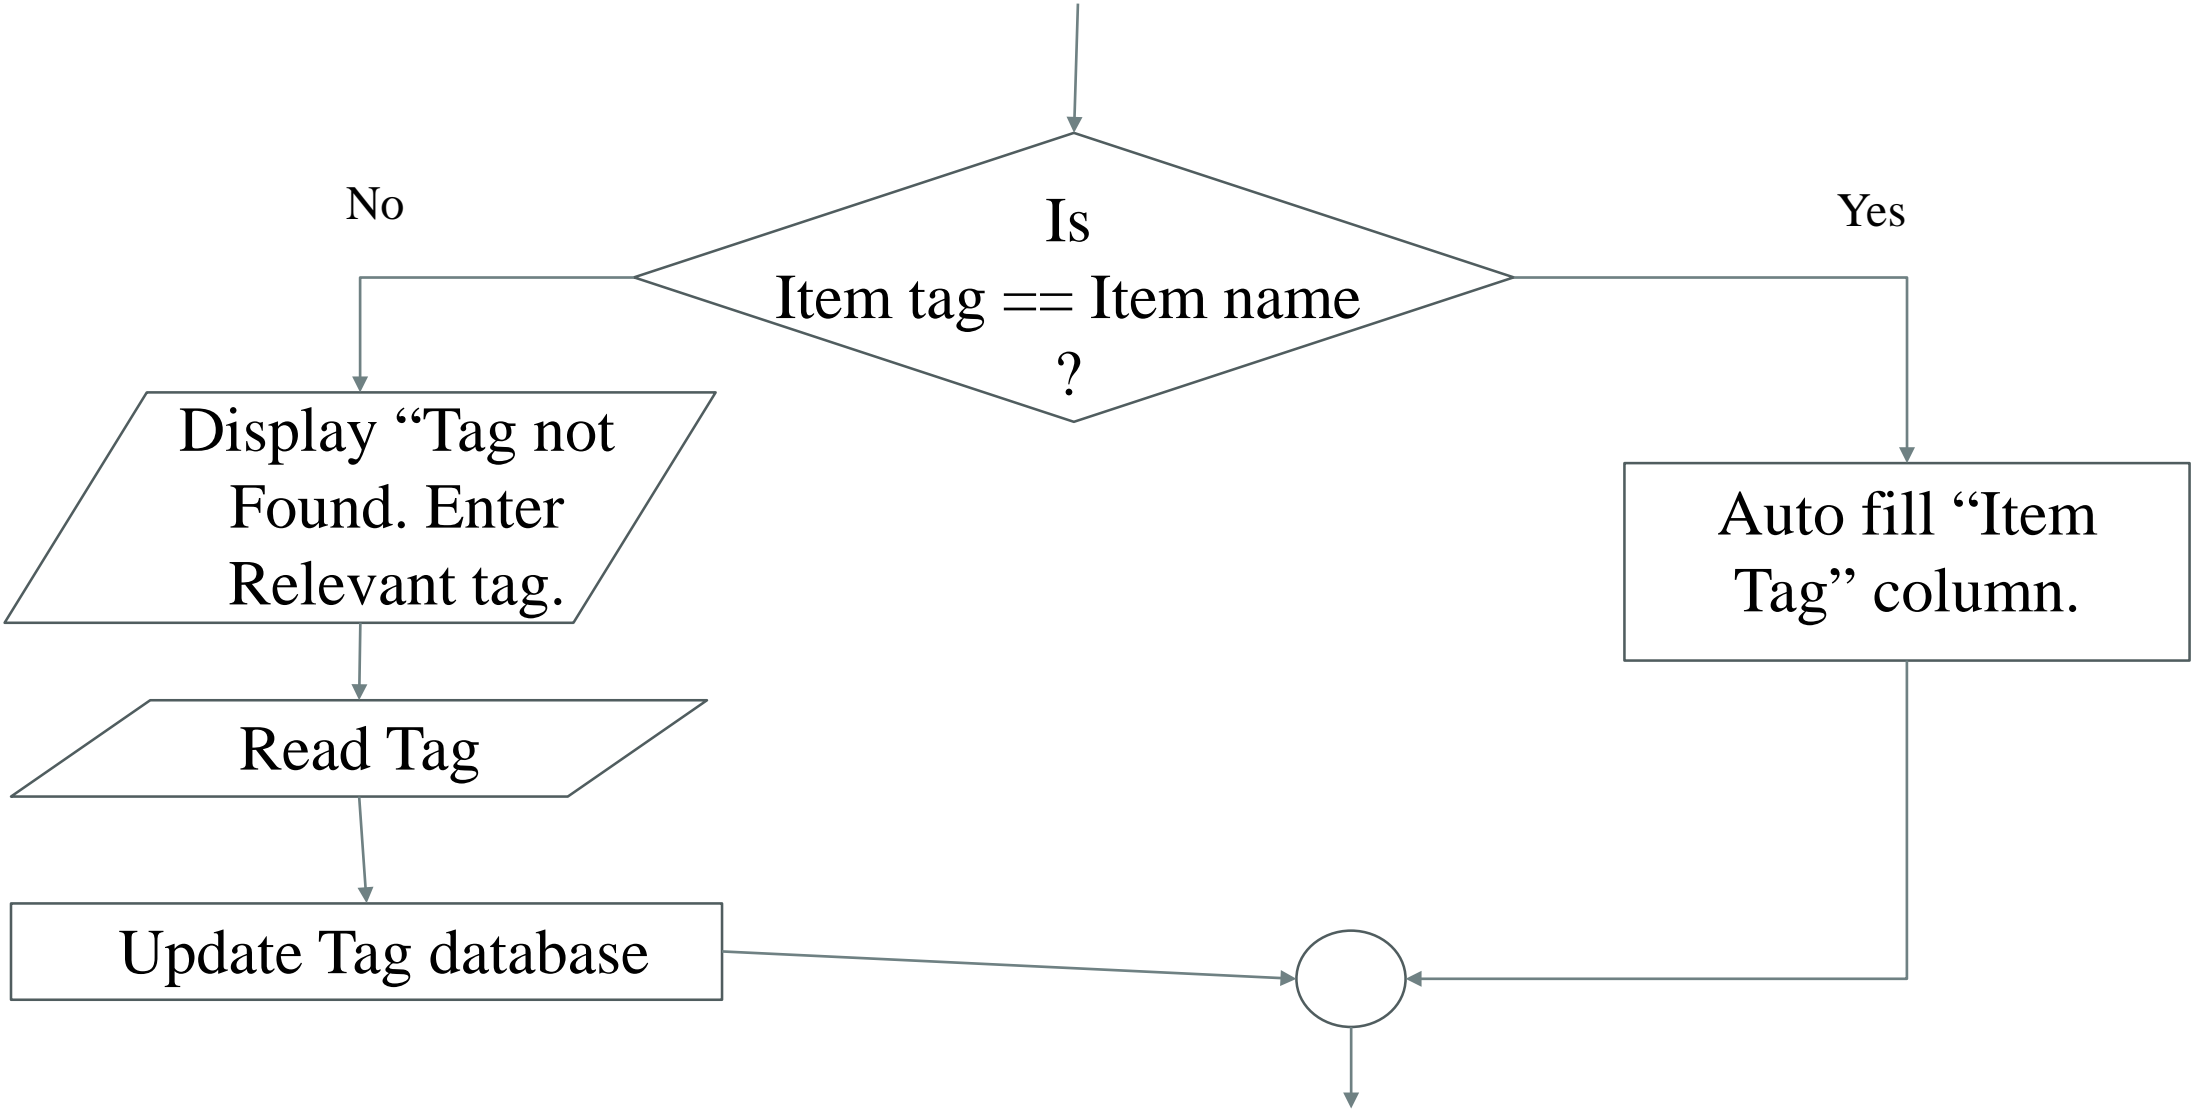 No
Yes
Is
Item tag == Item name
?
Display “Tag not
Found. Enter
Relevant tag.
Auto fill “Item
Tag” column.
Read Tag
Update Tag database